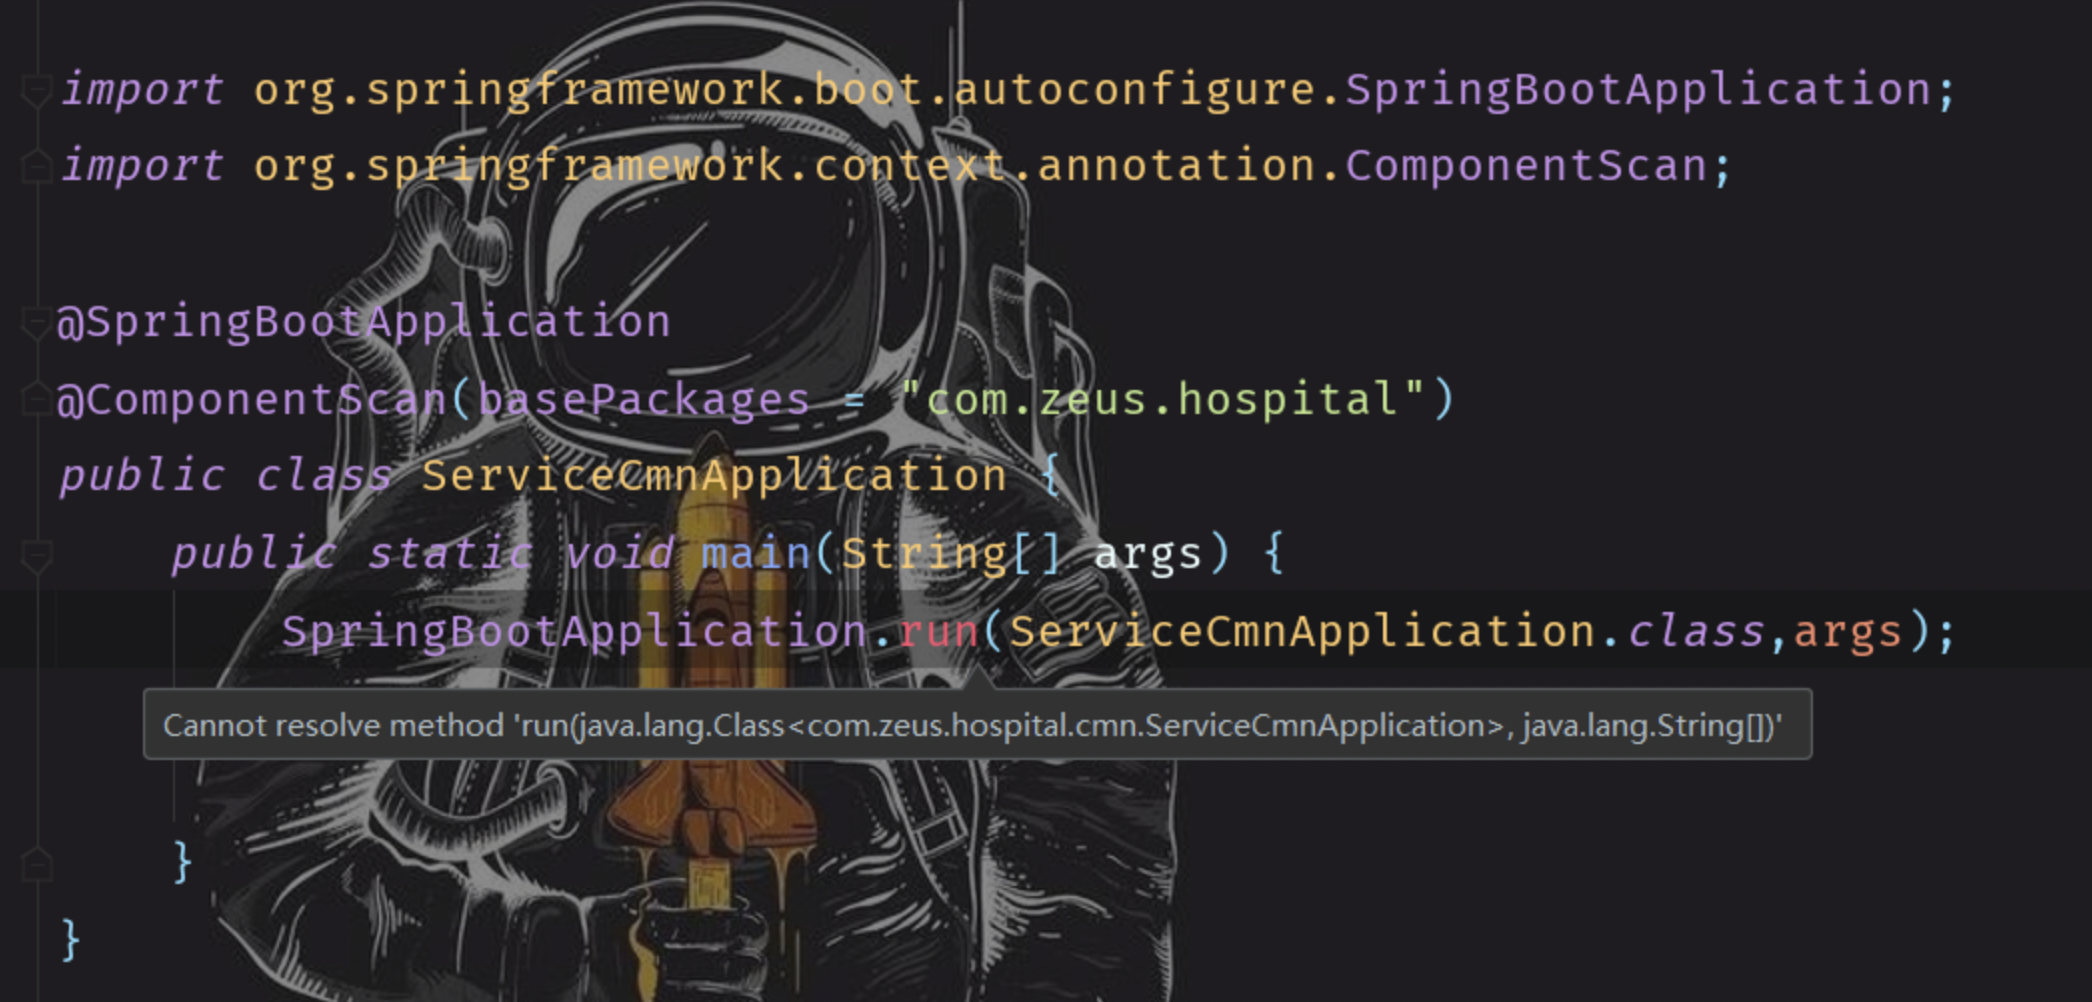 import org.springframework.boot.autoconfigure.SpringBootApplication;
import org.springframework.context.annotation.ComponentScan;
@SpringBootApplication
@ComponentScan(basePackages = "com.zeus.hospital")
public class ServiceCmnApplication {
    public static void main(String[] args) {
        SpringBootApplication.run(ServiceCmnApplication.class,args);
Cannot resolve method 'run(java.lang.Class<com.zeus.hospital.cmn.ServiceCmnApplication>, java.lang.String[])'
    }
}